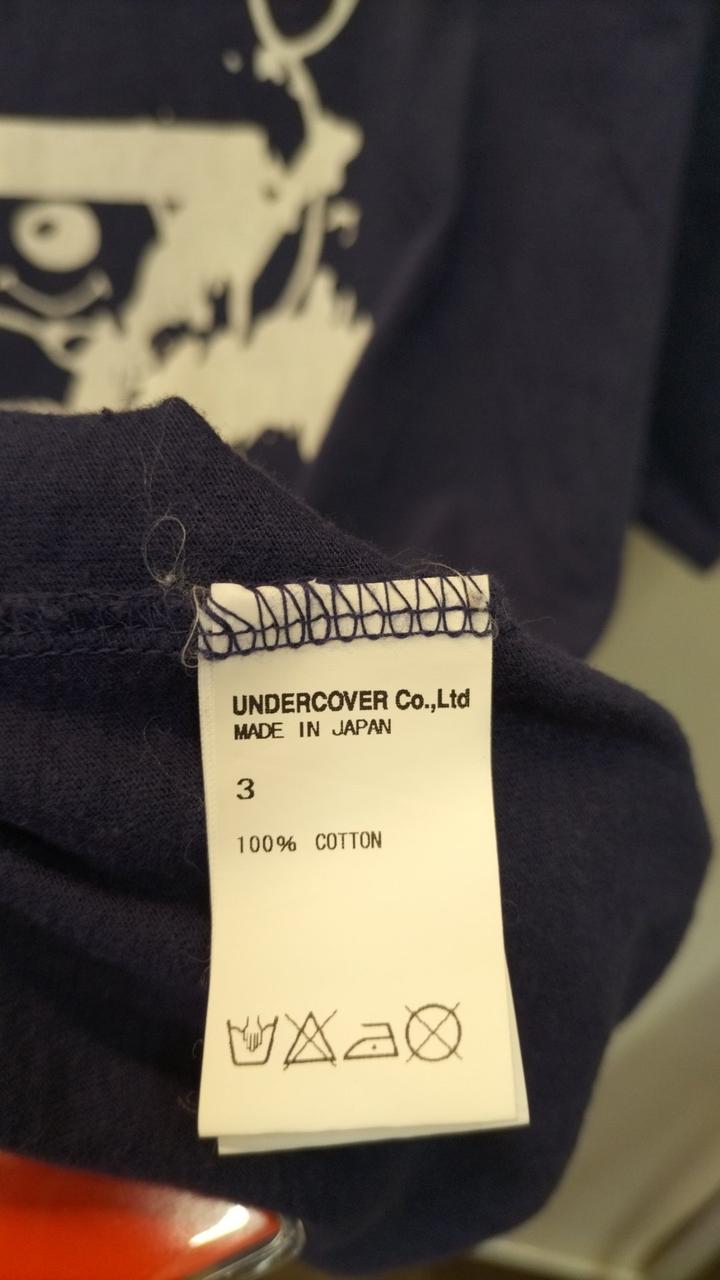 UNDERCOVER Co.,Ltd
MADE IN JAPAN
3
100% COTTON